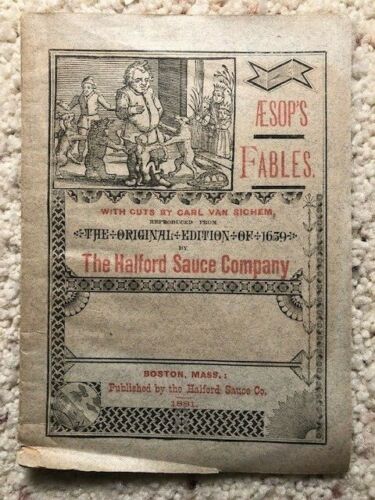 ÆSOP'S
FABLES.
WITH CUTS BY CARL VAN SICHEM,
REPRODUCED FROM
THE÷ORIGINAL÷EDITION÷OF÷1659
BY
The Halford Sauce Company
BOSTON, MASS.:
Published by the Halford Sauce Co.
1881.